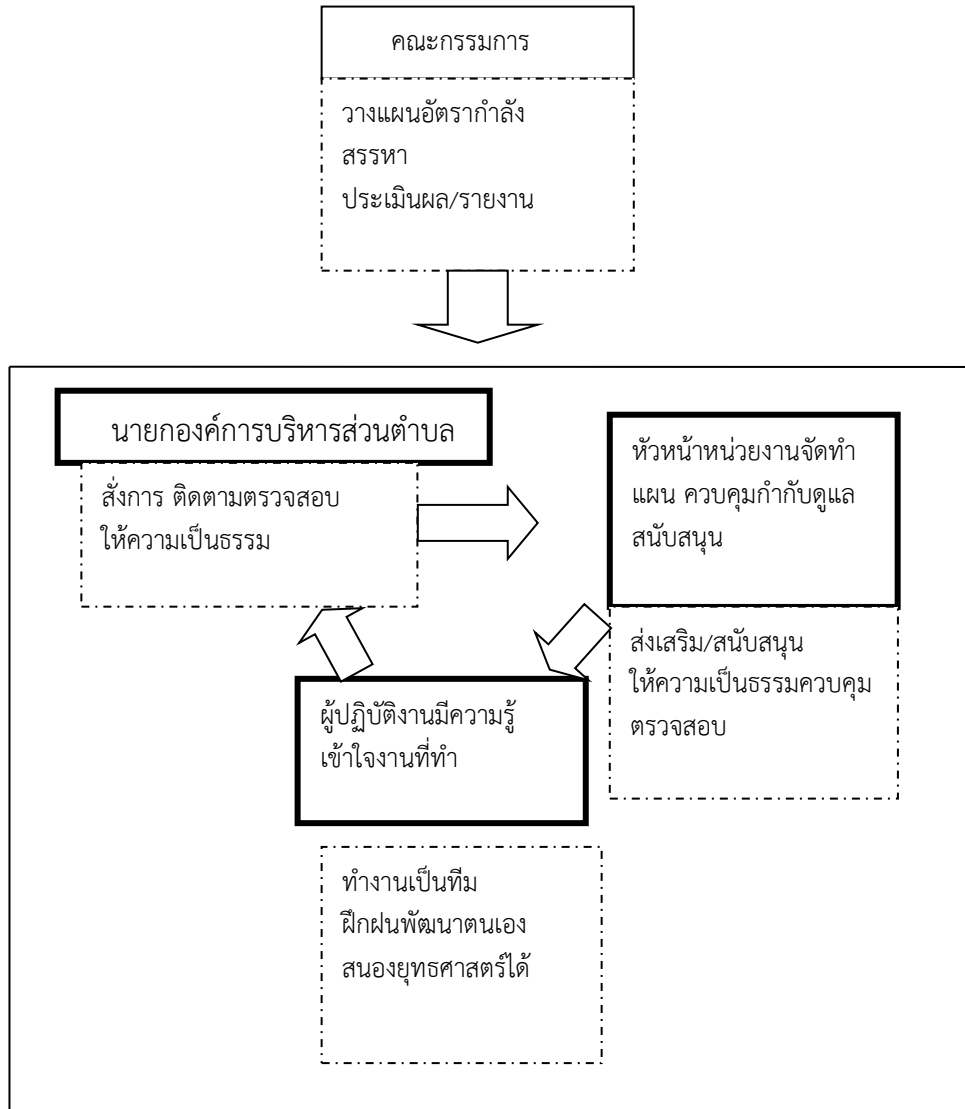 คณะกรรมการ
วางแผนอัตรากำลัง
สรรหา
ประเมินผล/รายงาน
นายกองค์การบริหารส่วนตำบล
สั่งการ ติดตามตรวจสอบ
ให้ความเป็นธรรม
หัวหน้าหน่วยงานจัดทำ
แผน ควบคุมกำกับดูแล
สนับสนุน
ส่งเสริม/สนับสนุน
ให้ความเป็นธรรมควบคุม
ตรวจสอบ
ผู้ปฏิบัติงานมีความรู้
เข้าใจงานที่ทำ
ทำงานเป็นทีม
ฝึกฝนพัฒนาตนเอง
สนองยุทธศาสตร์ได้